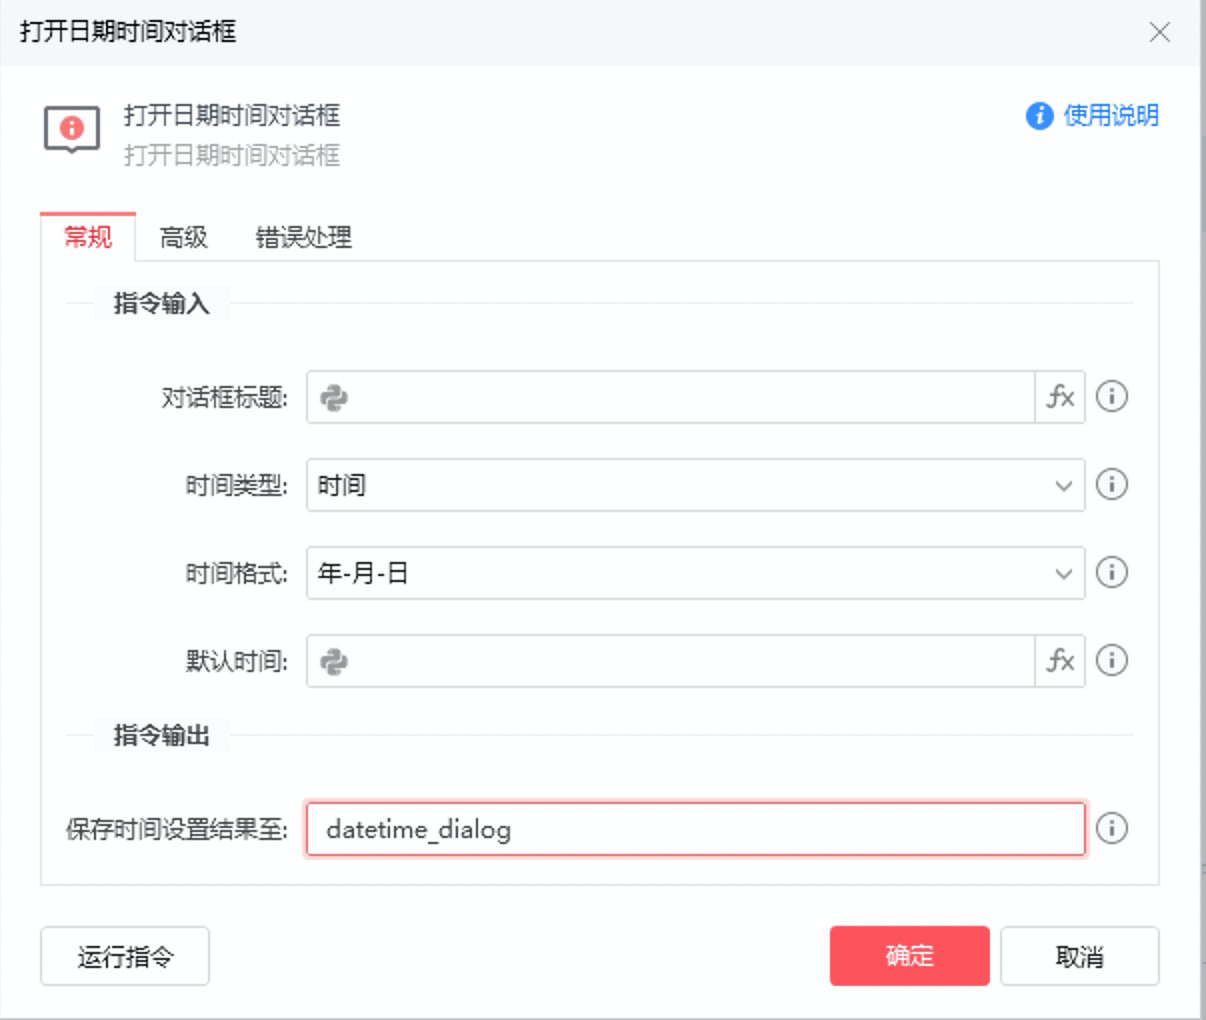 打开日期时间对话框
打开日期时间对话框
使用说明
打开日期时间对话框
常规 高级 错误处理
指令输入
对话框标题: fx
时间类型: 时间
时间格式: 年-月-日
默认时间: fx
指令输出
保存时间设置结果至: datetime_dialog
运行指令 确定 取消